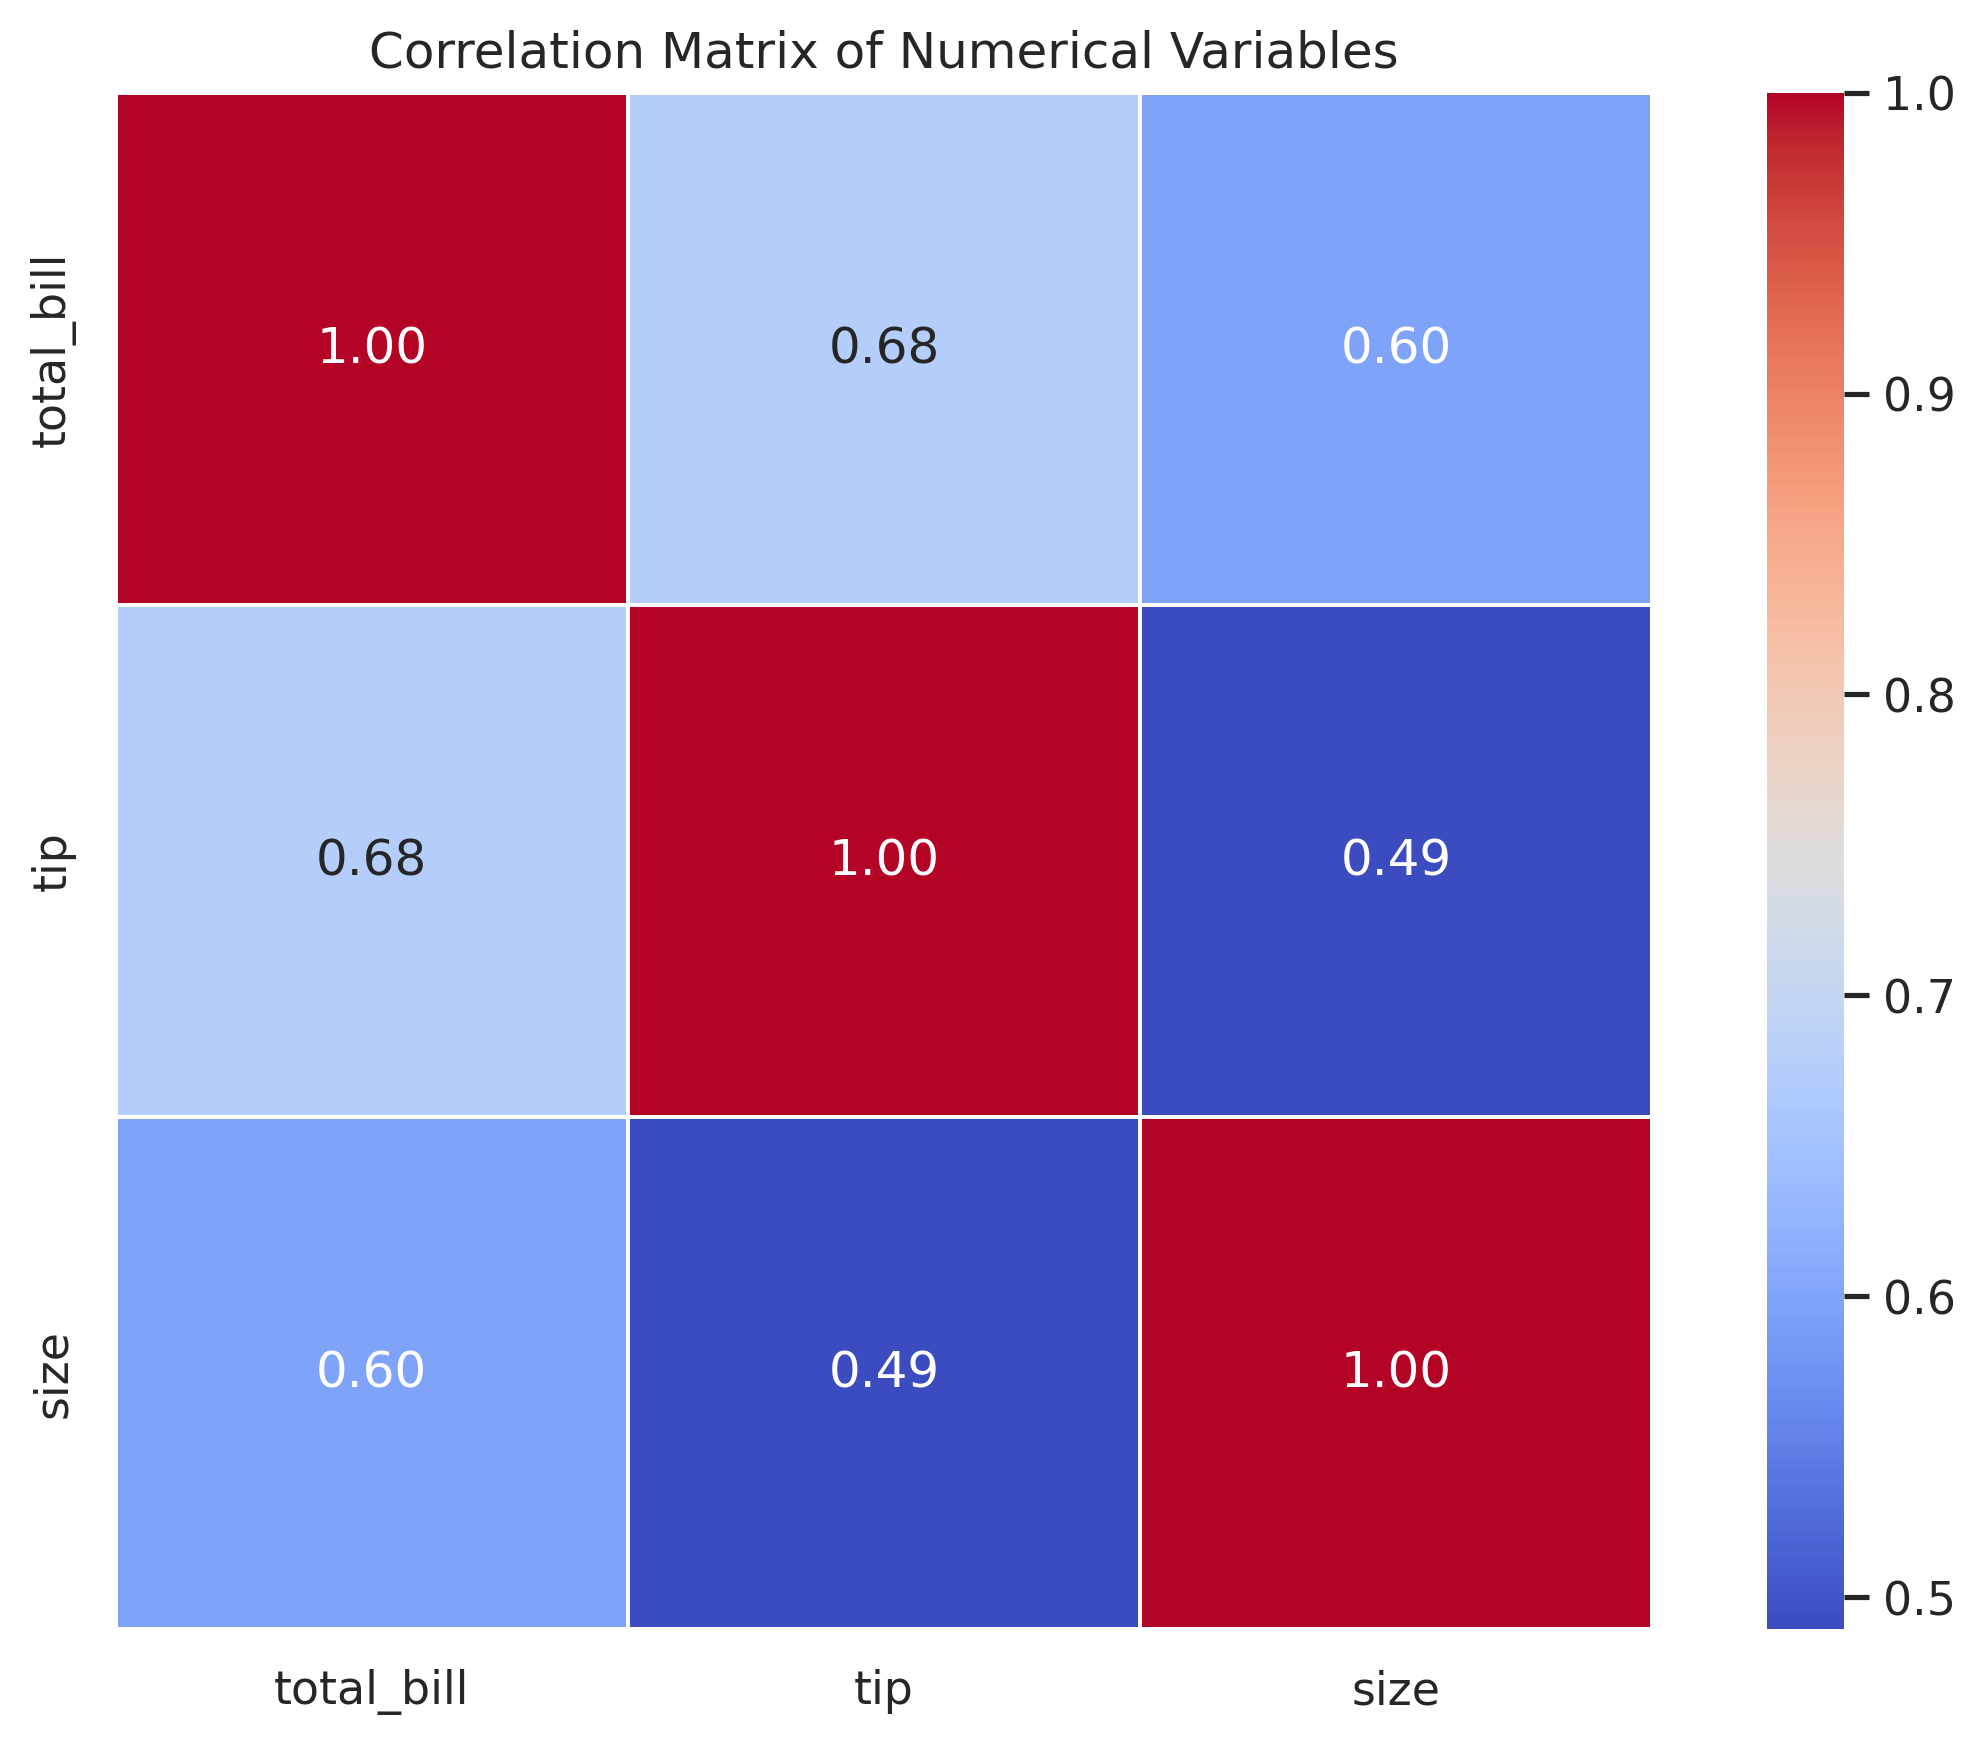 Correlation Matrix of Numerical Variables
total_bill
1.00 0.68 0.60
tip
0.68 1.00 0.49
size
0.60 0.49 1.00
total_bill tip size
1.0
0.9
0.8
0.7
0.6
0.5